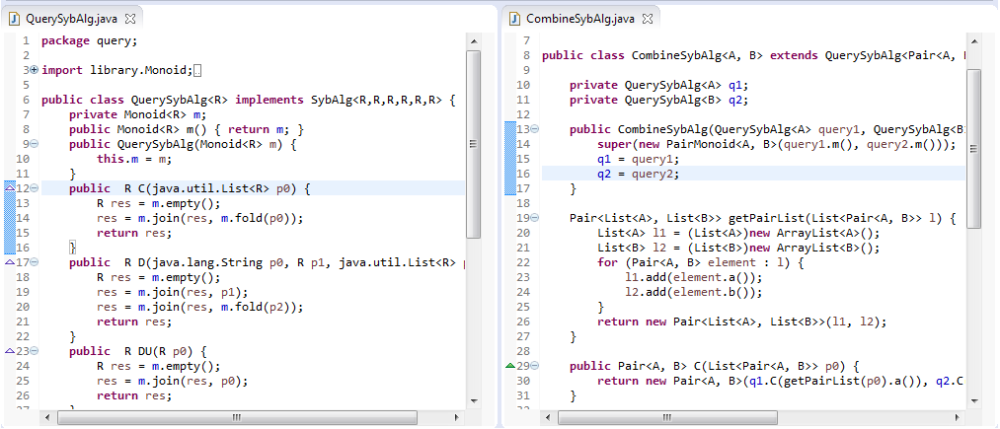 QuerySybAlg.java
1 package query;
2
3 import library.Monoid;
5
6 public class QuerySybAlg<R> implements SybAlg<R,R,R,R,R,R> {
7 private Monoid<R> m;
8 public Monoid<R> m() { return m; }
9 public QuerySybAlg(Monoid<R> m) {
10 this.m = m;
11 }
12 public R C(java.util.List<R> p0) {
13 R res = m.empty();
14 res = m.join(res, m.fold(p0));
15 return res;
16 }
17 public R D(java.lang.String p0, R p1, java.util.List<R>
18 R res = m.empty();
19 res = m.join(res, p1);
20 res = m.join(res, m.fold(p2));
21 return res;
22 }
23 public R DU(R p0) {
24 R res = m.empty();
25 res = m.join(res, p0);
26 return res;
27 }
CombineSybAlg.java
7
8 public class CombineSybAlg<A, B> extends QuerySybAlg<Pair<A,
9
10 private QuerySybAlg<A> q1;
11 private QuerySybAlg<B> q2;
12
13 public CombineSybAlg(QuerySybAlg<A> query1, QuerySybAlg<B>
14 super(new PairMonoid<A, B>(query1.m(), query2.m()));
15 q1 = query1;
16 q2 = query2;
17 }
18
19 Pair<List<A>, List<B>> getPairList(List<Pair<A, B>> l) {
20 List<A> l1 = (List<A>)new ArrayList<A>();
21 List<B> l2 = (List<B>)new ArrayList<B>();
22 for (Pair<A, B> element : l) {
23 l1.add(element.a());
24 l2.add(element.b());
25 }
26 return new Pair<List<A>, List<B>>(l1, l2);
27 }
28
29 public Pair<A, B> C(List<Pair<A, B>> p0) {
30 return new Pair<A, B>(q1.C(getPairList(p0).a()), q2.C
31 }